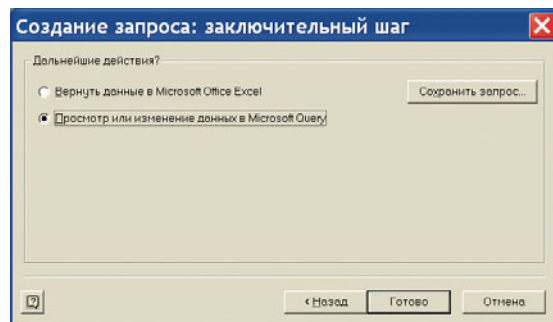 Создание запроса: заключительный шаг
Дальнейшие действия?
Вернуть данные в Microsoft Office Excel
Сохранить запрос...
Просмотр или изменение данных в Microsoft Query
< Назад
Готово
Отмена